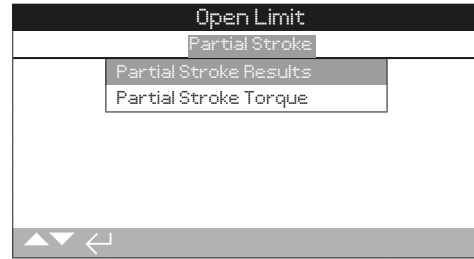 Open Limit
Partial Stroke
Partial Stroke Results
Partial Stroke Torque